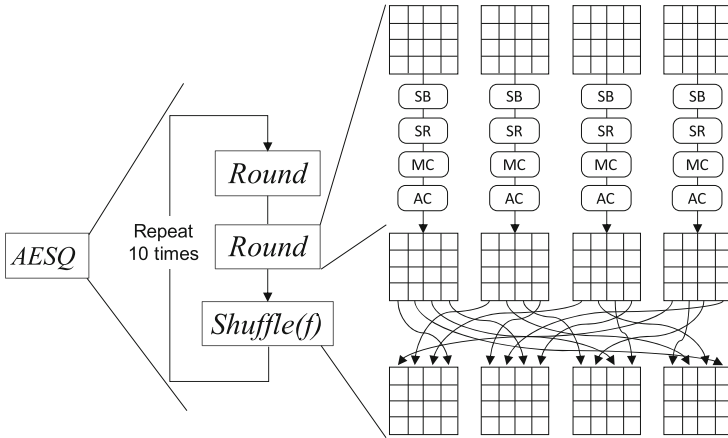 SB SB SB SB
SR SR SR SR
MC MC MC MC
AC AC AC AC
Round
Repeat
10 times
Round
AESQ
Shuffle(f)